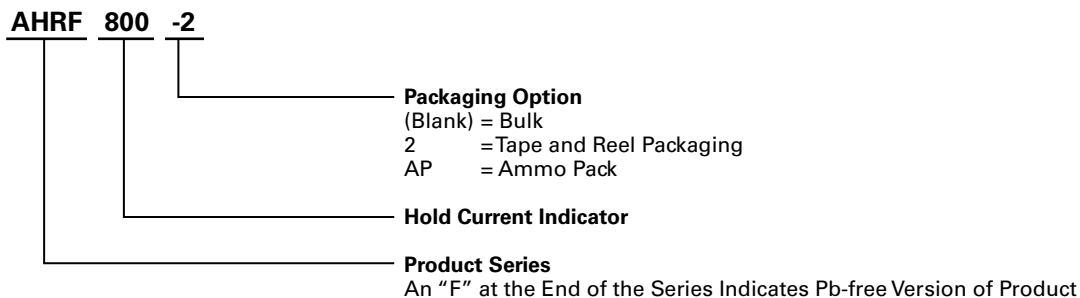 AHRF 800 -2
Packaging Option
(Blank) = Bulk
2 = Tape and Reel Packaging
AP = Ammo Pack
Hold Current Indicator
Product Series
An “F” at the End of the Series Indicates Pb-free Version of Product